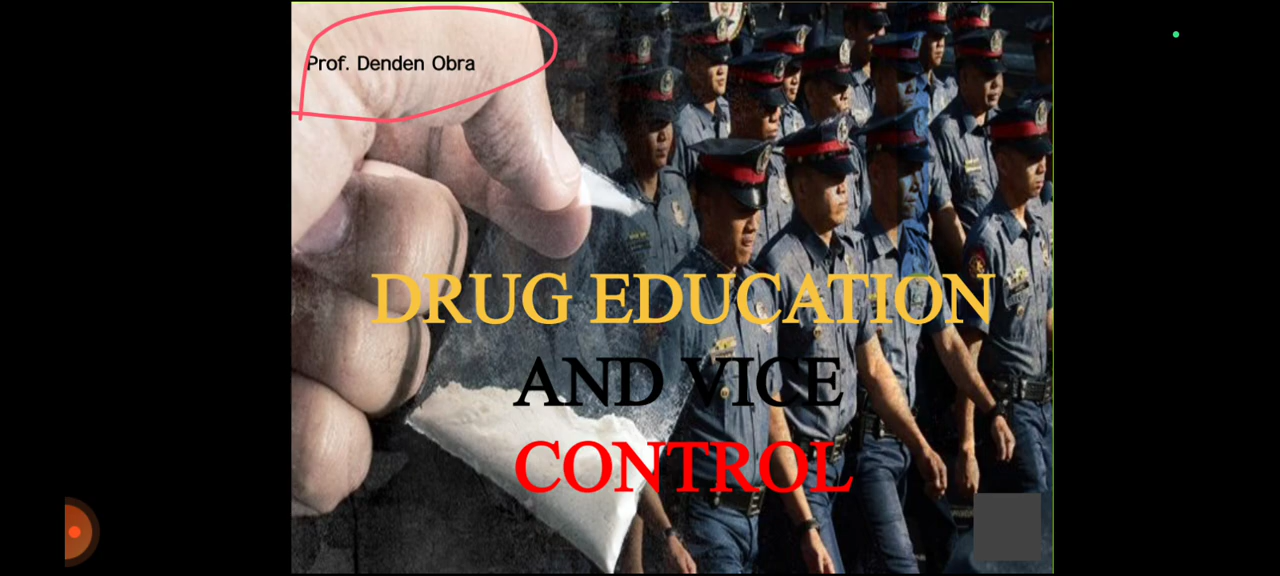 Prof. Denden Obra
DRUG EDUCATION
AND VICE
CONTROL